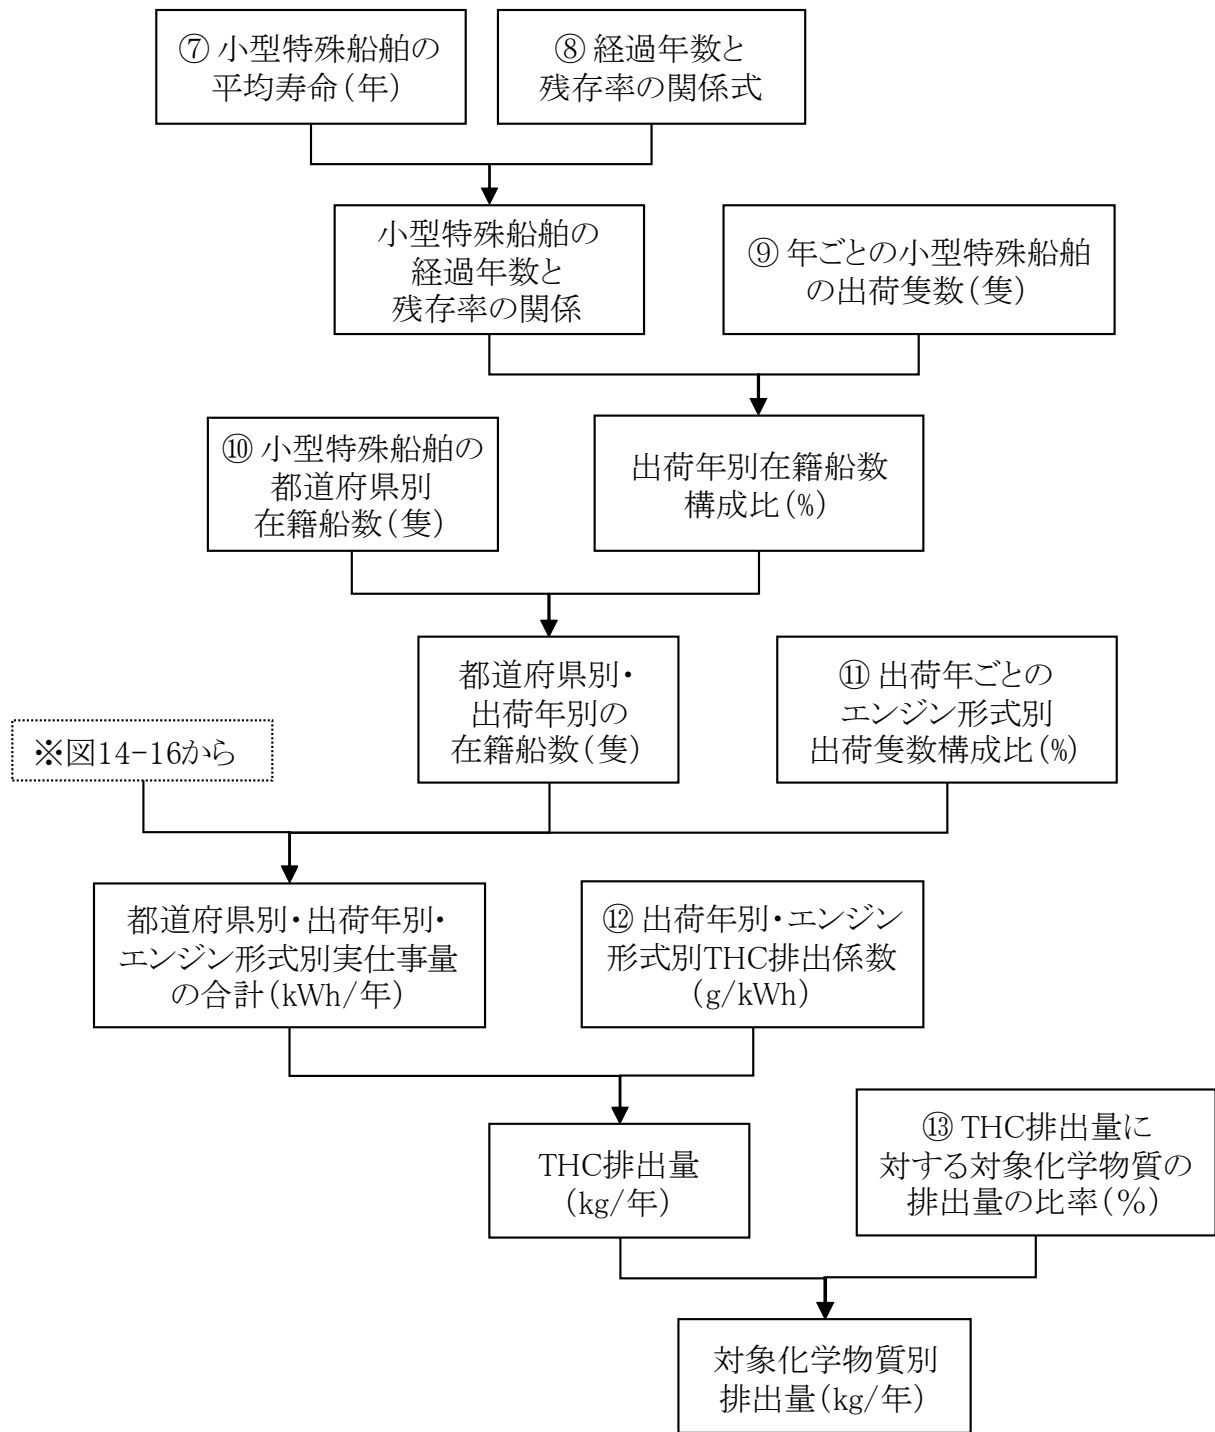 ⑦ 小型特殊船舶の
平均寿命(年)
⑧ 経過年数と
残存率の関係式
小型特殊船舶の
経過年数と
残存率の関係
⑨ 年ごとの小型特殊船舶
の出荷隻数(隻)
⑩ 小型特殊船舶の
都道府県別
在籍船数(隻)
出荷年別在籍船数
構成比(%)
都道府県別・
出荷年別の
在籍船数(隻)
⑪ 出荷年ごとの
エンジン形式別
出荷隻数構成比(%)
※図14-16から
都道府県別・出荷年別・
エンジン形式別実仕事量
の合計(kWh/年)
⑫ 出荷年別・エンジン
形式別THC排出係数
(g/kWh)
THC排出量
(kg/年)
⑬ THC排出量に
対する対象化学物質の
排出量の比率(%)
対象化学物質別
排出量(kg/年)